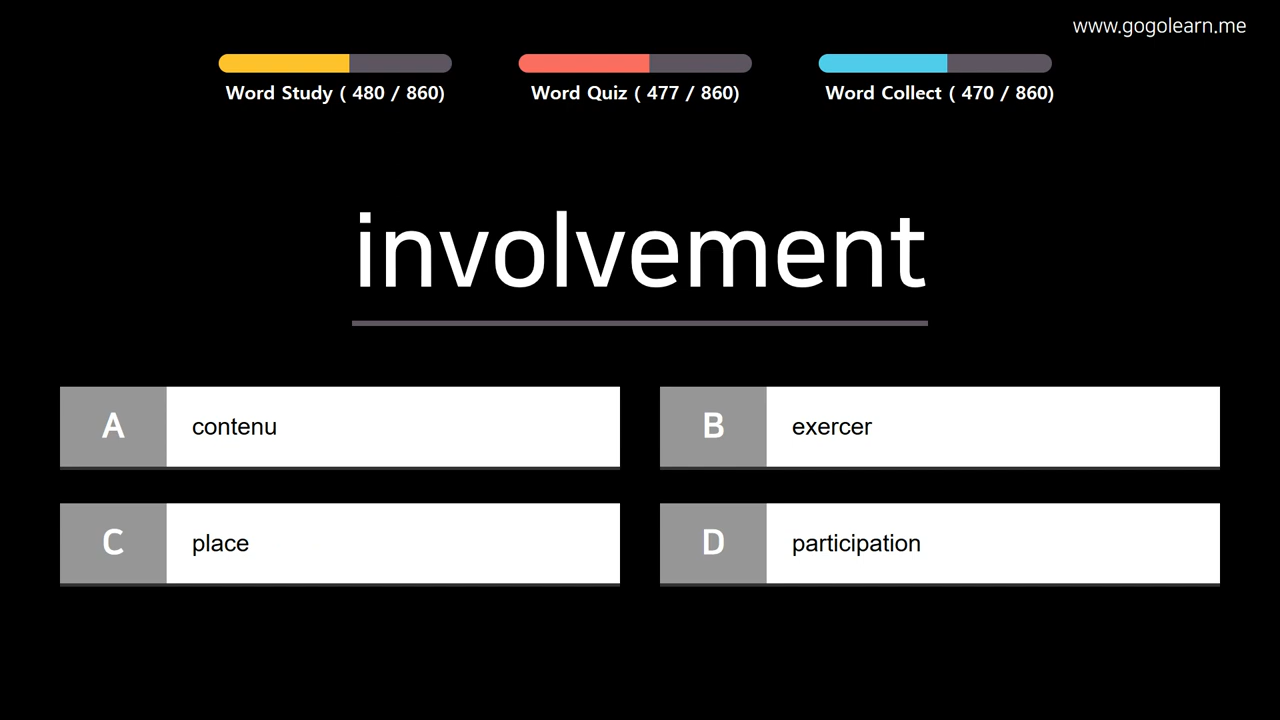 www.gogolearn.me
Word Study ( 480 / 860)
Word Quiz ( 477 / 860)
Word Collect ( 470 / 860)
involvement
A contenu
B exercer
C place
D participation